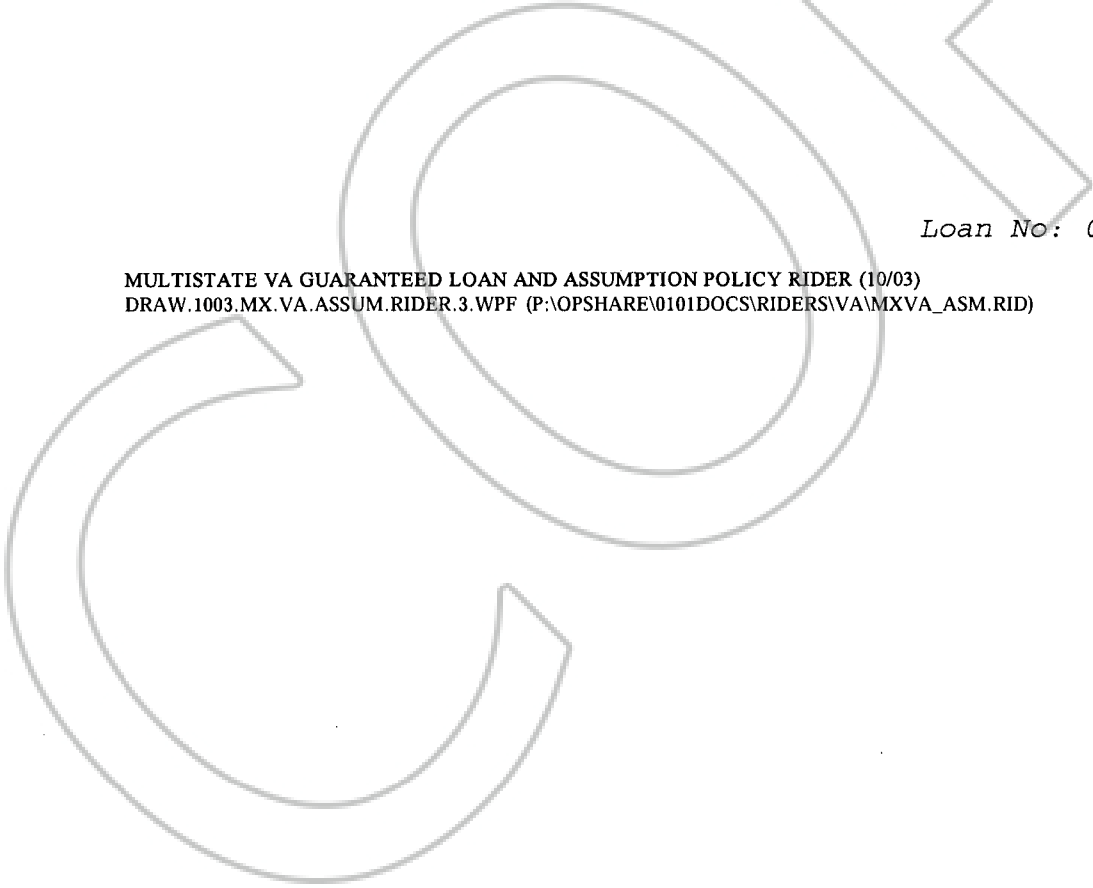 Loan No:
MULTISTATE VA GUARANTEED LOAN AND ASSUMPTION POLICY RIDER (10/03)
DRAW.1003.MX.VA.ASSUM.RIDER.3.WPF (P:\OPSHARE\0101DOCS\RIDERS\VA\MXVA_ASM.RID)